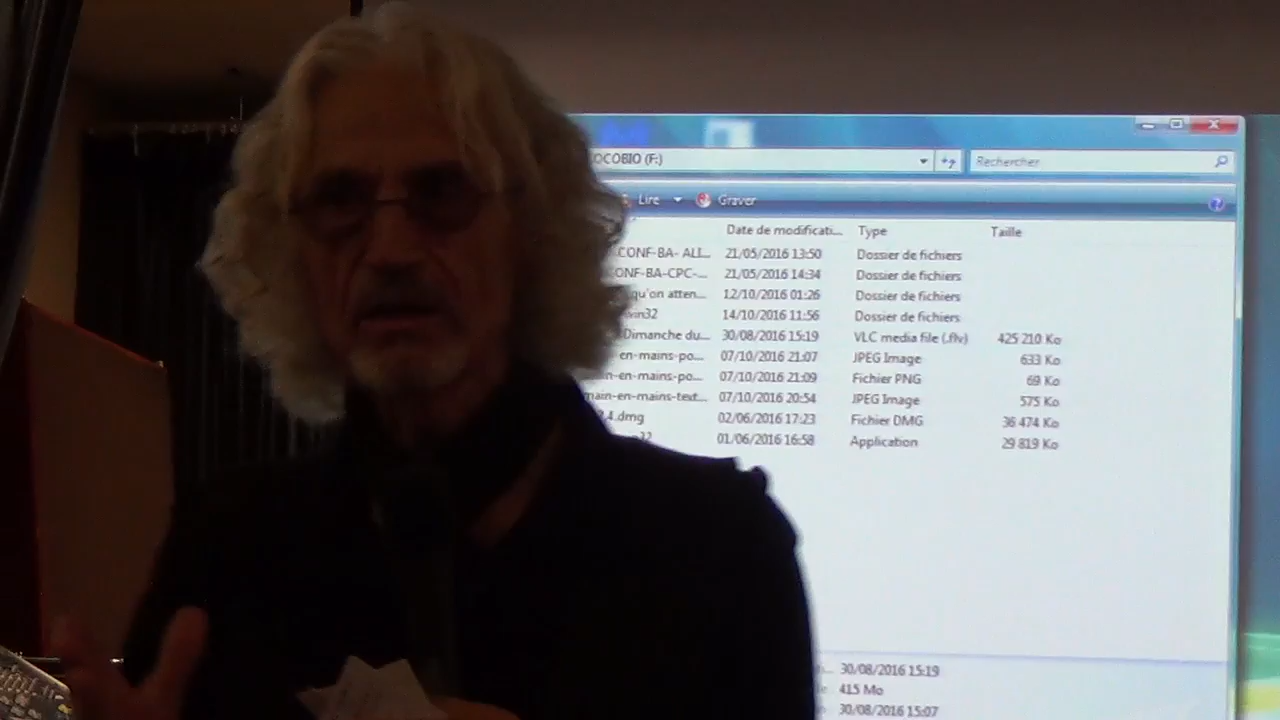 OCOBIO (F:) Rechercher
Lire Graver
Date de modificati... Type Taille
CONF-BA- ALL... 21/05/2016 13:50 Dossier de fichiers
ONF-BA-CPC-... 21/05/2016 14:34 Dossier de fichiers
qu'on atten... 12/10/2016 01:26 Dossier de fichiers
vin32 14/10/2016 11:56 Dossier de fichiers
Dimanche du... 30/08/2016 15:19 VLC media file (.flv) 425 210 Ko
en-mains-po... 07/10/2016 21:07 JPEG Image 633 Ko
in-en-mains-po... 07/10/2016 21:09 Fichier PNG 69 Ko
main-en-mains-text... 07/10/2016 20:54 JPEG Image 575 Ko
.4.dmg 02/06/2016 17:23 Fichier DMG 36 474 Ko
32 01/06/2016 16:58 Application 29 819 Ko
30/08/2016 15:19
415 Mo
30/08/2016 15:07